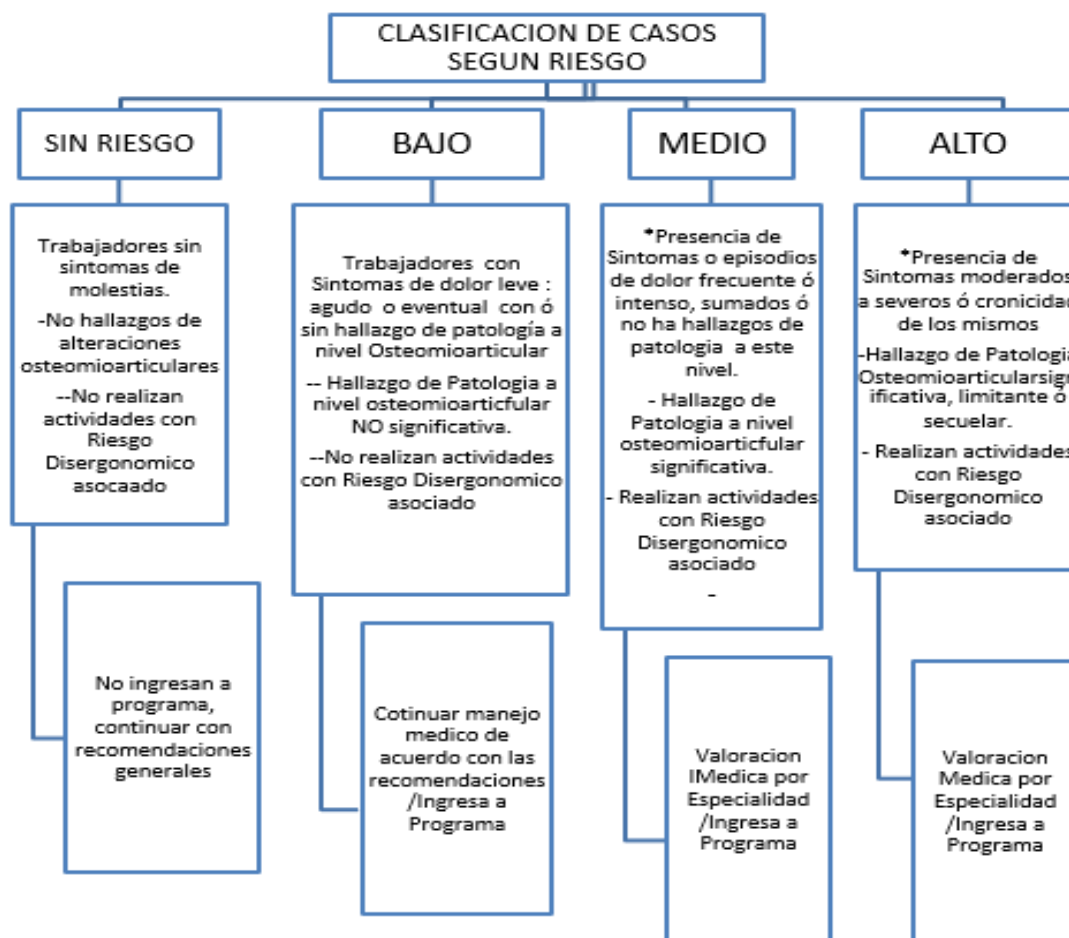 CLASIFICACION DE CASOS
SEGUN RIESGO
SIN RIESGO
Trabajadores sin
sintomas de
molestias.
-No hallazgos de
alteraciones
osteomioarticulares
--No realizan
actividades con
Riesgo
Disergonomico
asocaado
No ingresan a
programa,
continuar con
recomendaciones
generales
BAJO
Trabajadores con
Sintomas de dolor leve :
agudo o eventual con ó
sin hallazgo de patología a
nivel Osteomioarticular
-- Hallazgo de Patologia a
nivel osteomioarticfular
NO significativa.
--No realizan actividades
con Riesgo Disergonomico
asociado
Cotinuar manejo
medico de
acuerdo con las
recomendaciones
/Ingresa a
Programa
MEDIO
*Presencia de
Sintomas o episodios
de dolor frecuente ó
intenso, sumados ó
no ha hallazgos de
patologia a este
nivel.
- Hallazgo de
Patologia a nivel
osteomioarticfular
significativa.
- Realizan actividades
con Riesgo
Disergonomico
asociado
-
Valoracion
IMedica por
Especialidad
/Ingresa a
Programa
ALTO
*Presencia de
Sintomas moderados
a severos ó cronicidad
de los mismos
-Hallazgo de Patologia
Osteomioarticularsign
ificativa, limitante ó
secuelar.
- Realizan actividades
con Riesgo
Disergonomico
asociado
Valoracion
Medica por
Especialidad
/Ingresa a
Programa